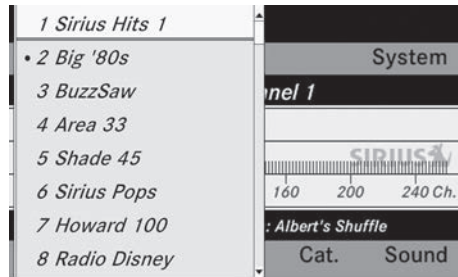 1 Sirius Hits 1
• 2 Big '80s
System
3 BuzzSaw
nnel 1
4 Area 33
5 Shade 45
SIRIUS
6 Sirius Pops
160 200 240 Ch.
7 Howard 100
: Albert's Shuffle
8 Radio Disney
Cat. Sound